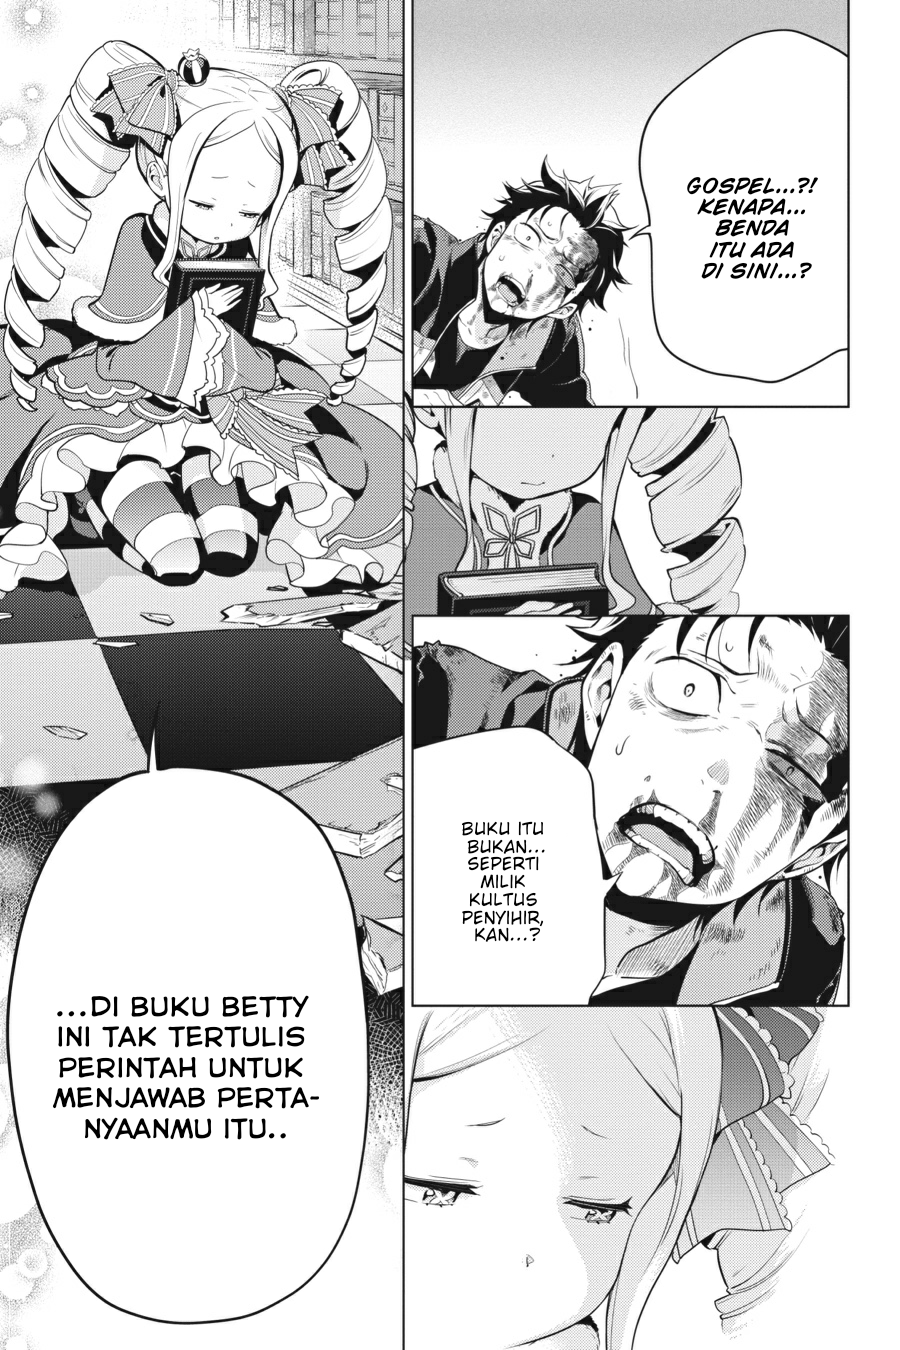 GOSPEL...?!
KENAPA...
BENDA
ITU ADA
DI SINI...?
BUKU ITU
BUKAN...
SEPERTI
MILIK
KULTUS
PENYIHIR,
KAN...?
...DI BUKU BETTY
INI TAK TERTULIS
PERINTAH UNTUK
MENJAWAB PERTA-
NYAANMU ITU..